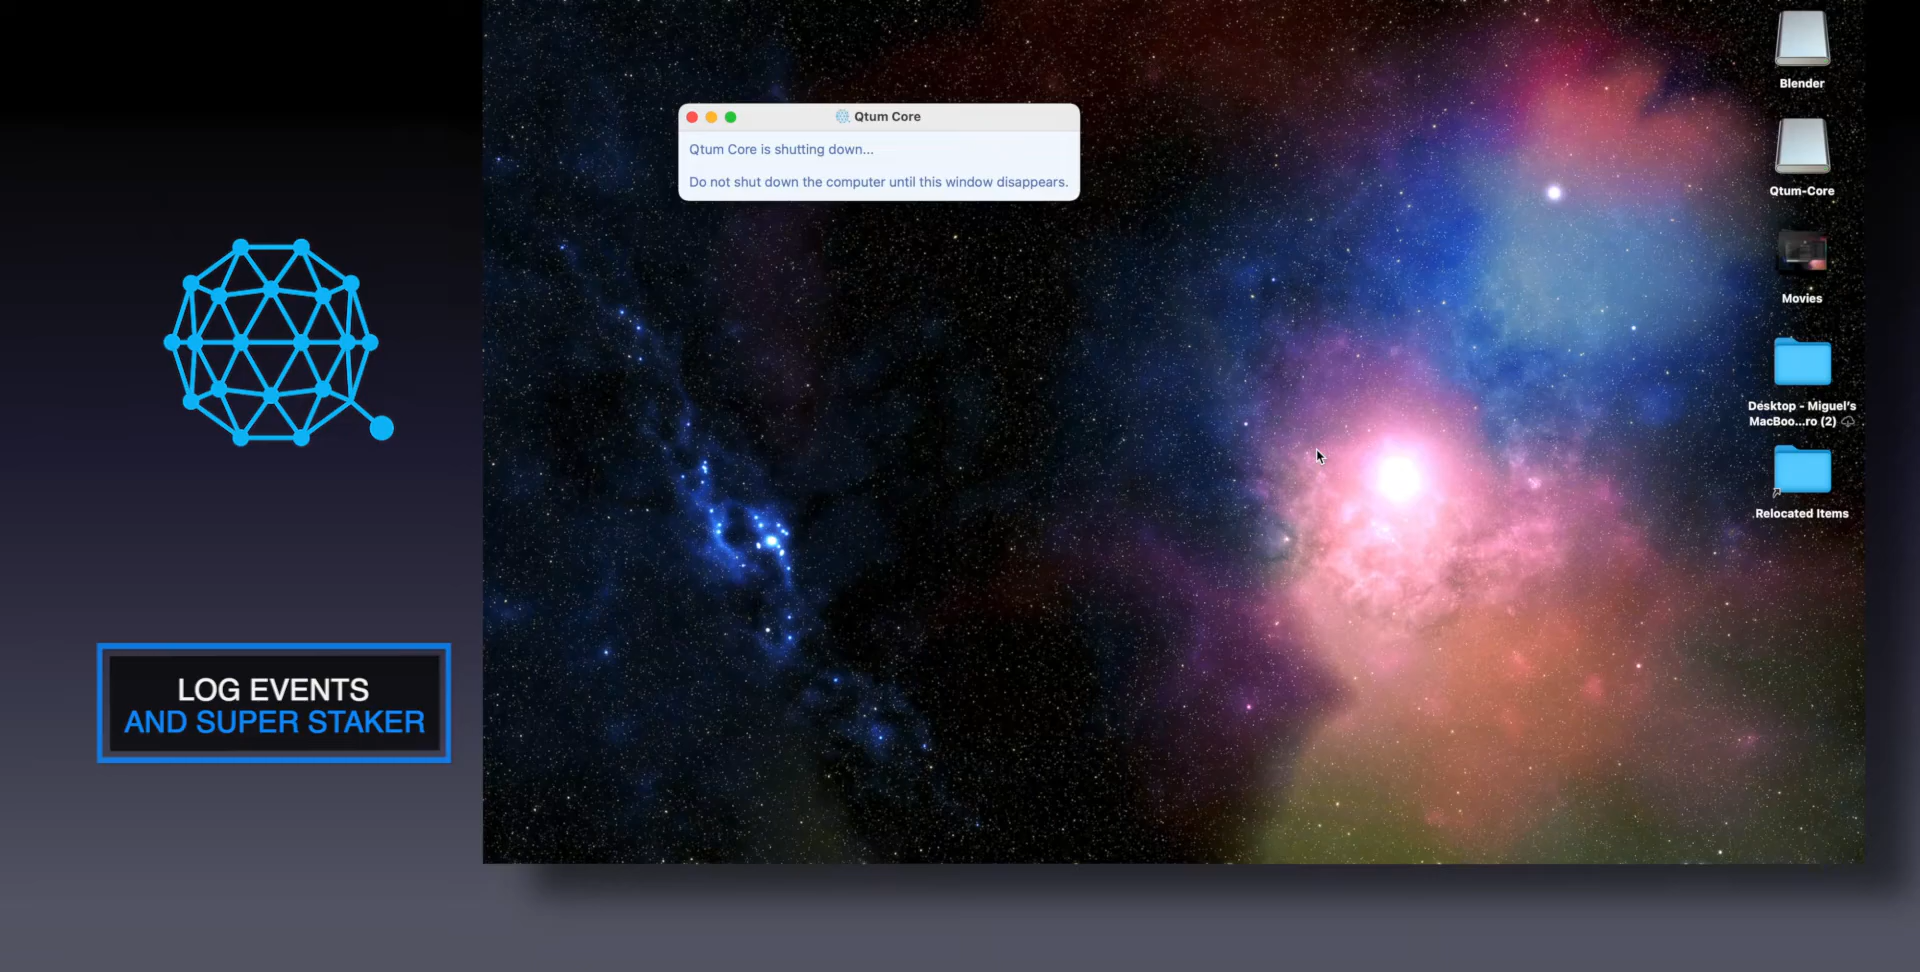 Qtum Core
Qtum Core is shutting down...
Do not shut down the computer until this window disappears.
LOG EVENTS
AND SUPER STAKER
Blender
Qtum-Core
Movies
Desktop - Miguel's
MacBoo...ro (2)
Relocated Items